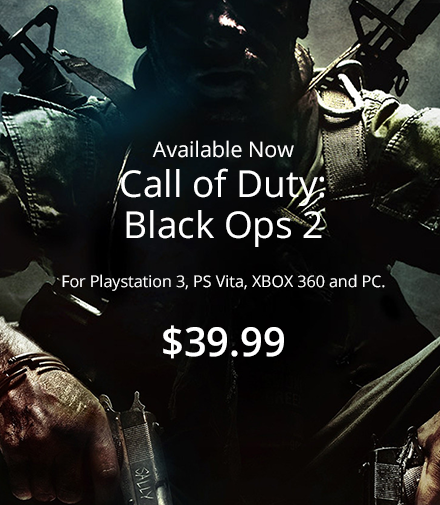 Available Now
Call of Duty:
Black Ops 2
For Playstation 3, PS Vita, XBOX 360 and PC.
$39.99
SALLY